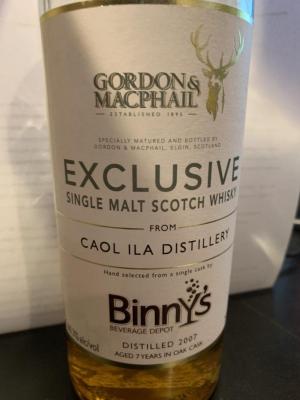 GORDON &
MACPHAIL
ESTABLISHED 1895
SPECIALLY MATURED AND BOTTLED BY
GORDON & MACPHAIL, ELGIN, SCOTLAND
EXCLUSIVE
SINGLE MALT SCOTCH WHISKY
FROM
CAOL ILA DISTILLERY
Hand selected from a single cask by
Binny's
BEVERAGE DEPOT
DISTILLED 2007
AGED 7 YEARS IN OAK CASK